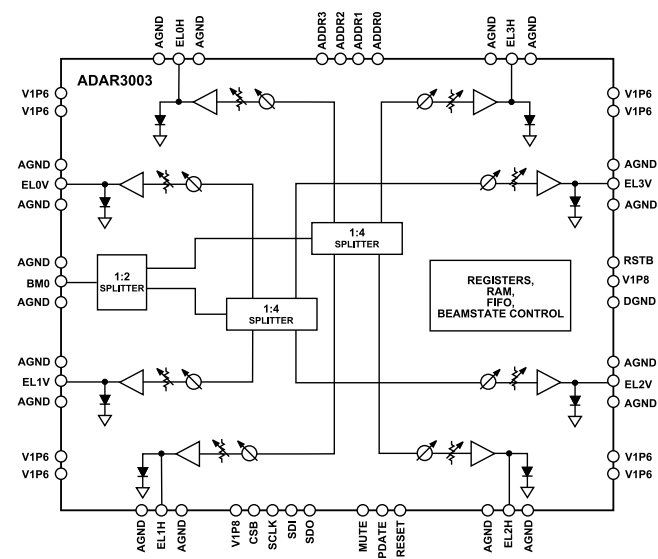 AGND
EL0H
AGND
ADDR3
ADDR2
ADDR1
ADDR0
AGND
EL3H
AGND
ADAR3003
V1P6
V1P6
V1P6
V1P6
AGND
EL0V
AGND
AGND
EL3V
AGND
1:4
SPLITTER
AGND
BM0
AGND
1:2
SPLITTER
1:4
SPLITTER
REGISTERS,
RAM,
FIFO,
BEAMSTATE CONTROL
RSTB
V1P8
DGND
AGND
EL1V
AGND
AGND
EL2V
AGND
V1P6
V1P6
V1P6
V1P6
AGND
EL1H
AGND
V1P8
CSB
SCLK
SDI
SDO
MUTE
PDATE
RESET
AGND
EL2H
AGND